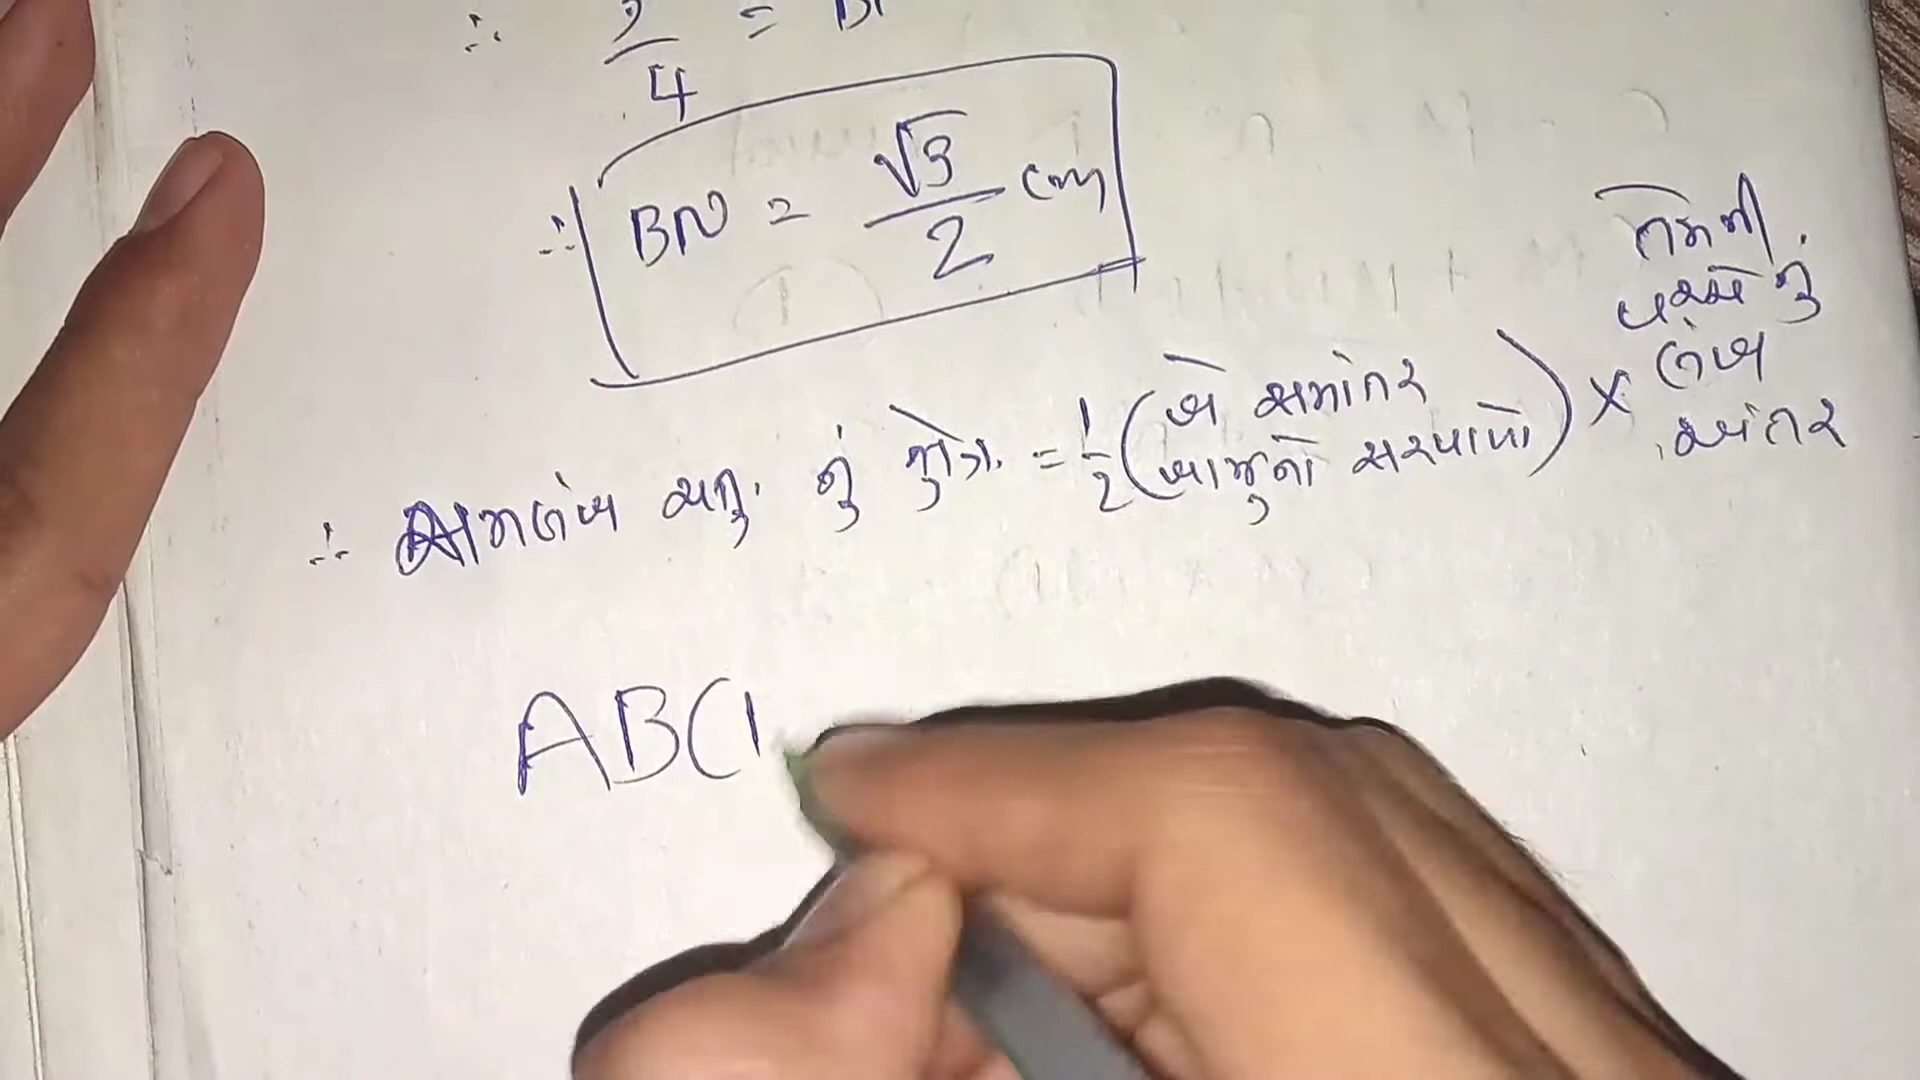 ∴ 3/4 = B
∴ BN = √3/2 cm
∴ સમલંબ ચતુ. નું ક્ષેત્ર. = 1/2 (બે સમાંતર બાજુનો સરવાળો) × તેમની વચ્ચેનું લંબ અંતર
ABC